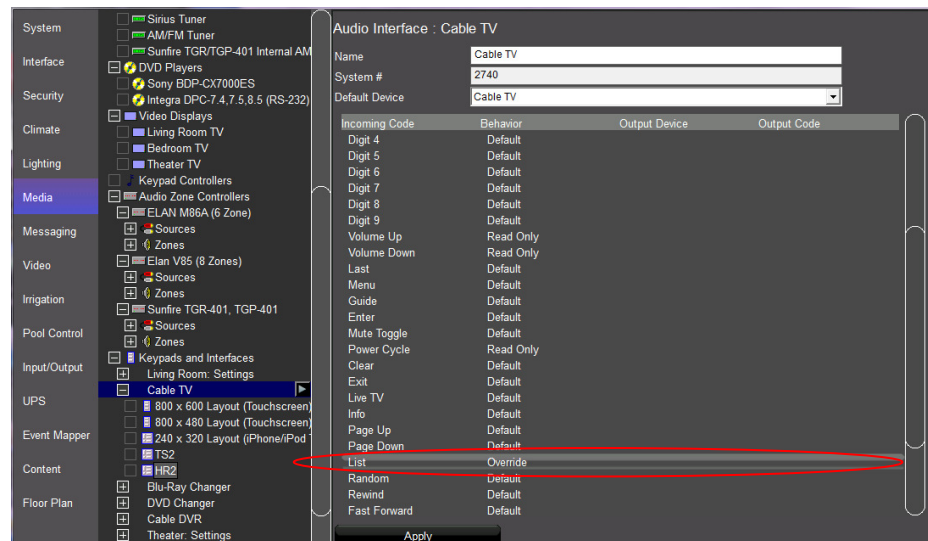 System
Interface
Security
Climate
Lighting
Media
Messaging
Video
Irrigation
Pool Control
Input/Output
UPS
Event Mapper
Content
Floor Plan
Sirius Tuner
AM/FM Tuner
Sunfire TGR/TGP-401 Internal AM
DVD Players
Sony BDP-CX7000ES
Integra DPC-7.4,7.5,8.5 (RS-232)
Video Displays
Living Room TV
Bedroom TV
Theater TV
Keypad Controllers
Audio Zone Controllers
ELAN M86A (6 Zone)
Sources
Zones
Elan V85 (8 Zones)
Sources
Zones
Sunfire TGR-401, TGP-401
Sources
Zones
Keypads and Interfaces
Living Room: Settings
Cable TV
800 x 600 Layout (Touchscreen)
800 x 480 Layout (Touchscreen)
240 x 320 Layout (iPhone/iPod
TS2
HR2
Blu-Ray Changer
DVD Changer
Cable DVR
Theater: Settings
Audio Interface : Cable TV
Name Cable TV
System # 2740
Default Device Cable TV
Incoming Code Behavior Output Device Output Code
Digit 4 Default
Digit 5 Default
Digit 6 Default
Digit 7 Default
Digit 8 Default
Digit 9 Default
Volume Up Read Only
Volume Down Read Only
Last Default
Menu Default
Guide Default
Enter Default
Mute Toggle Default
Power Cycle Read Only
Clear Default
Exit Default
Live TV Default
Info Default
Page Up Default
Page Down Default
List Override
Random Default
Rewind Default
Fast Forward Default
Apply